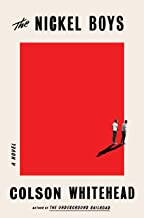 The
NICKEL BOYS
A NOVEL
COLSON WHITEHEAD
AUTHOR OF THE UNDERGROUND RAILROAD